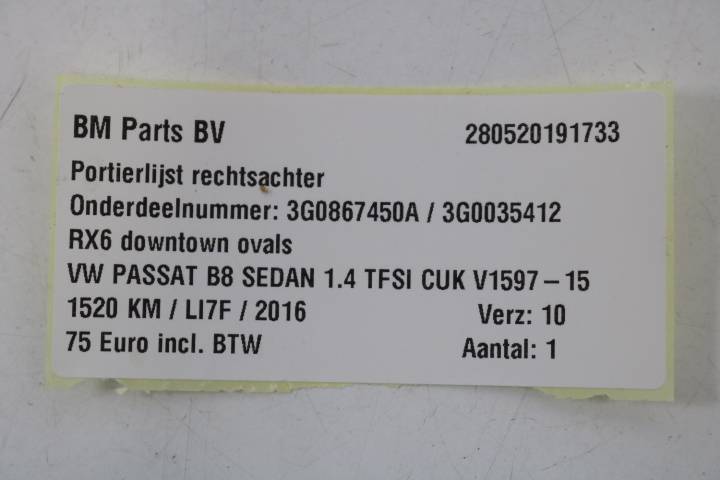 BM Parts BV 280520191733
Portierlijst rechtsachter
Onderdeelnummer: 3G0867450A / 3G0035412
RX6 downtown ovals
VW PASSAT B8 SEDAN 1.4 TFSI CUK V1597 – 15
1520 KM / LI7F / 2016 Verz: 10
75 Euro incl. BTW Aantal: 1